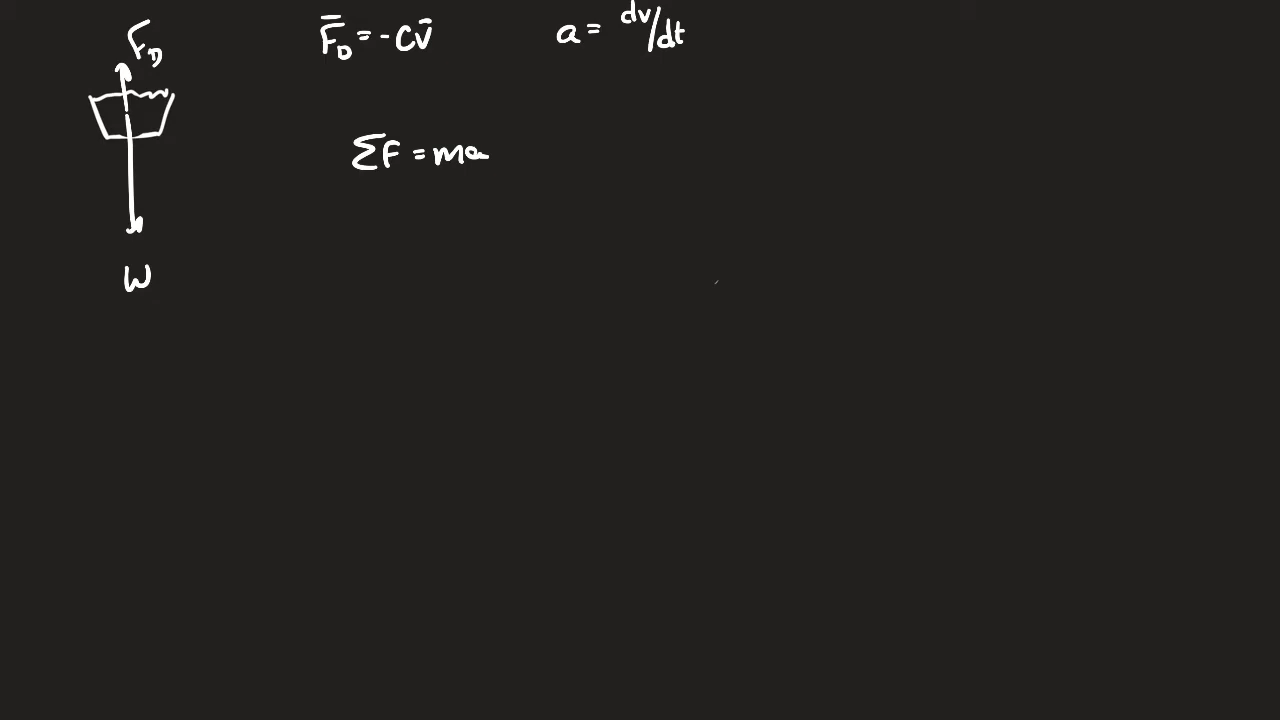 F_D
F̄_D = -Cv̄
a = dv/dt
ΣF = ma
W